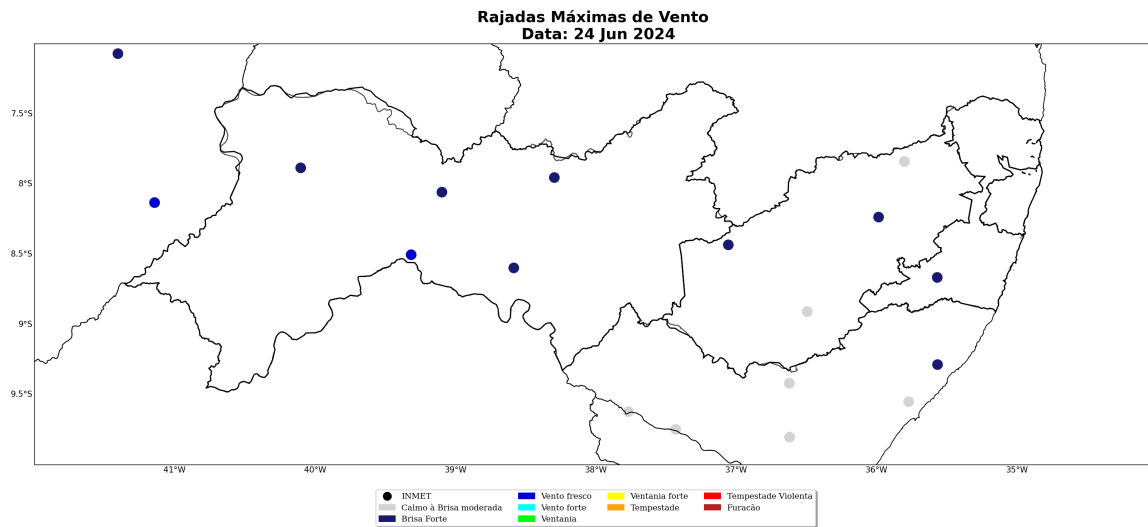 Rajadas Máximas de Vento
Data: 24 Jun 2024
7.5°S
8°S
8.5°S
9°S
9.5°S
41°W
40°W
39°W
38°W
37°W
36°W
35°W
INMET
Calmo à Brisa moderada
Brisa Forte
Vento fresco
Vento forte
Ventania
Ventania forte
Tempestade
Tempestade Violenta
Furacão